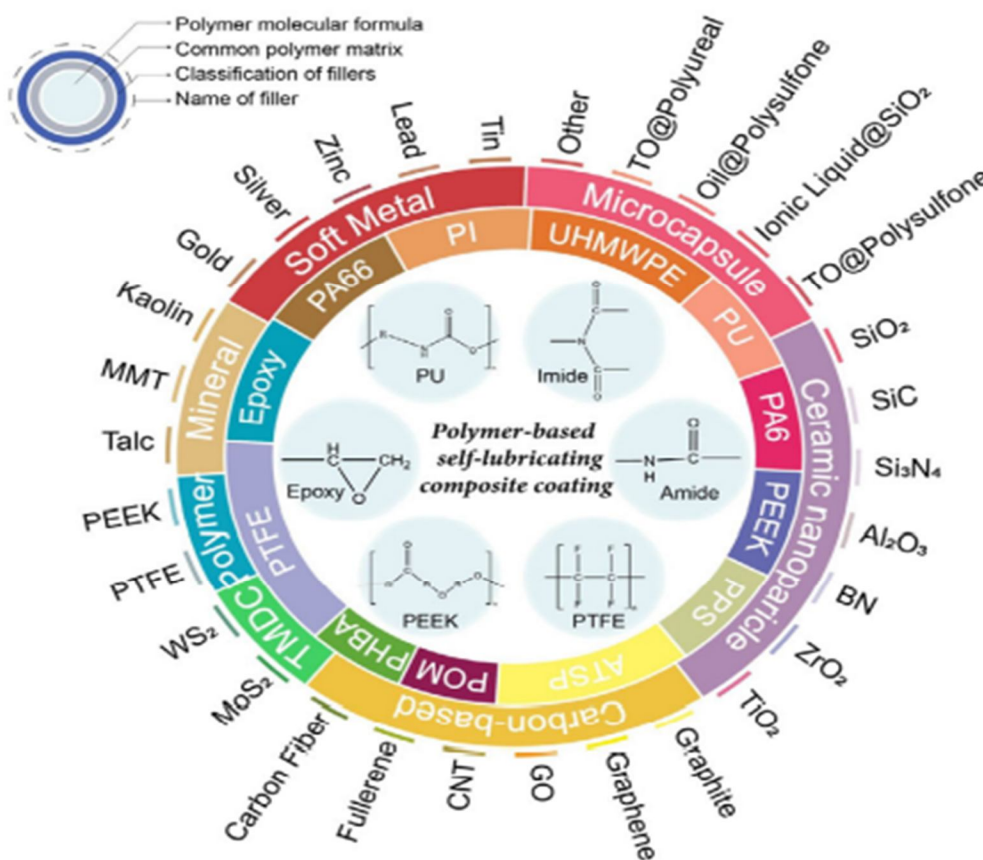 Polymer molecular formula
Common polymer matrix
Classification of fillers
Name of filler
Other
TO@Polyureal
Oil@Polysulfone
Ionic Liquid@SiO₂
TO@Polysulfone
SiO₂
SiC
Si₃N₄
Al₂O₃
BN
ZrO₂
TiO₂
Graphite
Graphene
GO
CNT
Fullerene
Carbon Fiber
MoS₂
WS₂
PTFE
PEEK
Talc
MMT
Kaolin
Gold
Silver
Zinc
Lead
Tin
Soft Metal
Microcapsule
Ceramic nanoparicle
Carbon-based
TMDC
Polymer
Mineral
PI
UHMWPE
PU
PA6
PEEK
PPS
ATSP
POM
PHBA
PTFE
Epoxy
PA66
R
N
H
O
O
PU
O
C
N
C
O
Imide
H
C
CH₂
O
Epoxy
Polymer-based
self-lubricating
composite coating
O
N
C
H
Amide
O
C
O
O
PEEK
F
F
C
C
F
F
n
PTFE